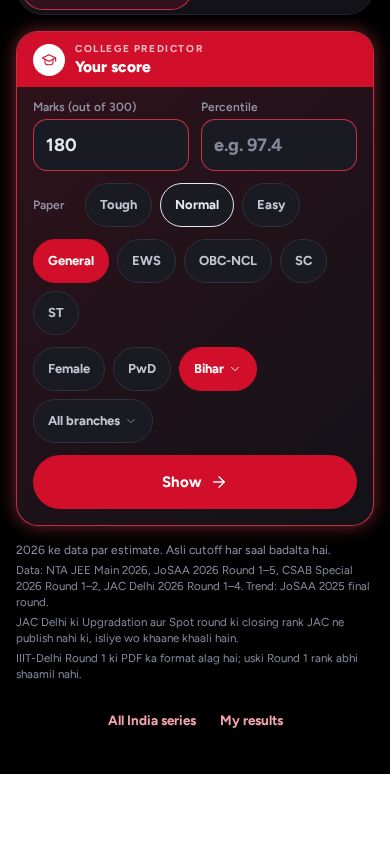 COLLEGE PREDICTOR
Your score
Marks (out of 300)
Percentile
180
e.g. 97.4
Paper
Tough
Normal
Easy
General
EWS
OBC-NCL
SC
ST
Female
PwD
Bihar
All branches
Show
2026 ke data par estimate. Asli cutoff har saal badalta hai.
Data: NTA JEE Main 2026, JoSAA 2026 Round 1–5, CSAB Special
2026 Round 1–2, JAC Delhi 2026 Round 1–4. Trend: JoSAA 2025 final
round.
JAC Delhi ki Upgradation aur Spot round ki closing rank JAC ne
publish nahi ki, isliye wo khaane khaali hain.
IIIT-Delhi Round 1 ki PDF ka format alag hai; uski Round 1 rank abhi
shaamil nahi.
All India series
My results